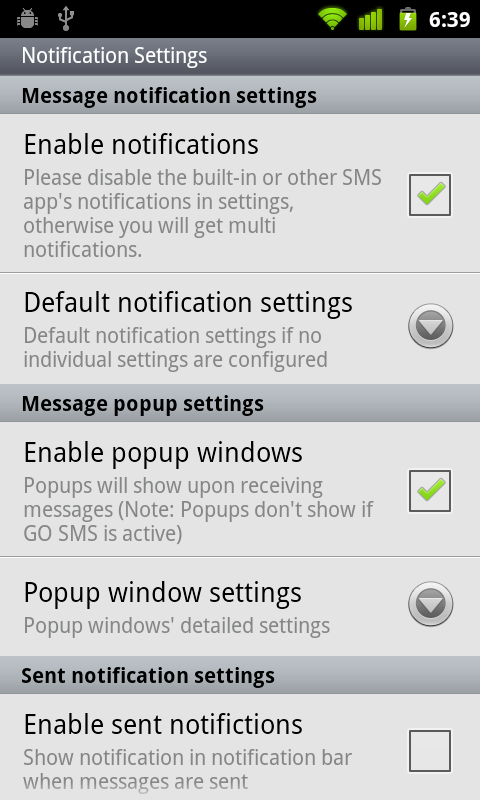 6:39
Notification Settings
Message notification settings
Enable notifications
Please disable the built-in or other SMS
app's notifications in settings,
otherwise you will get multi
notifications.
Default notification settings
Default notification settings if no
individual settings are configured
Message popup settings
Enable popup windows
Popups will show upon receiving
messages (Note: Popups don't show if
GO SMS is active)
Popup window settings
Popup windows' detailed settings
Sent notification settings
Enable sent notifictions
Show notification in notification bar
when messages are sent